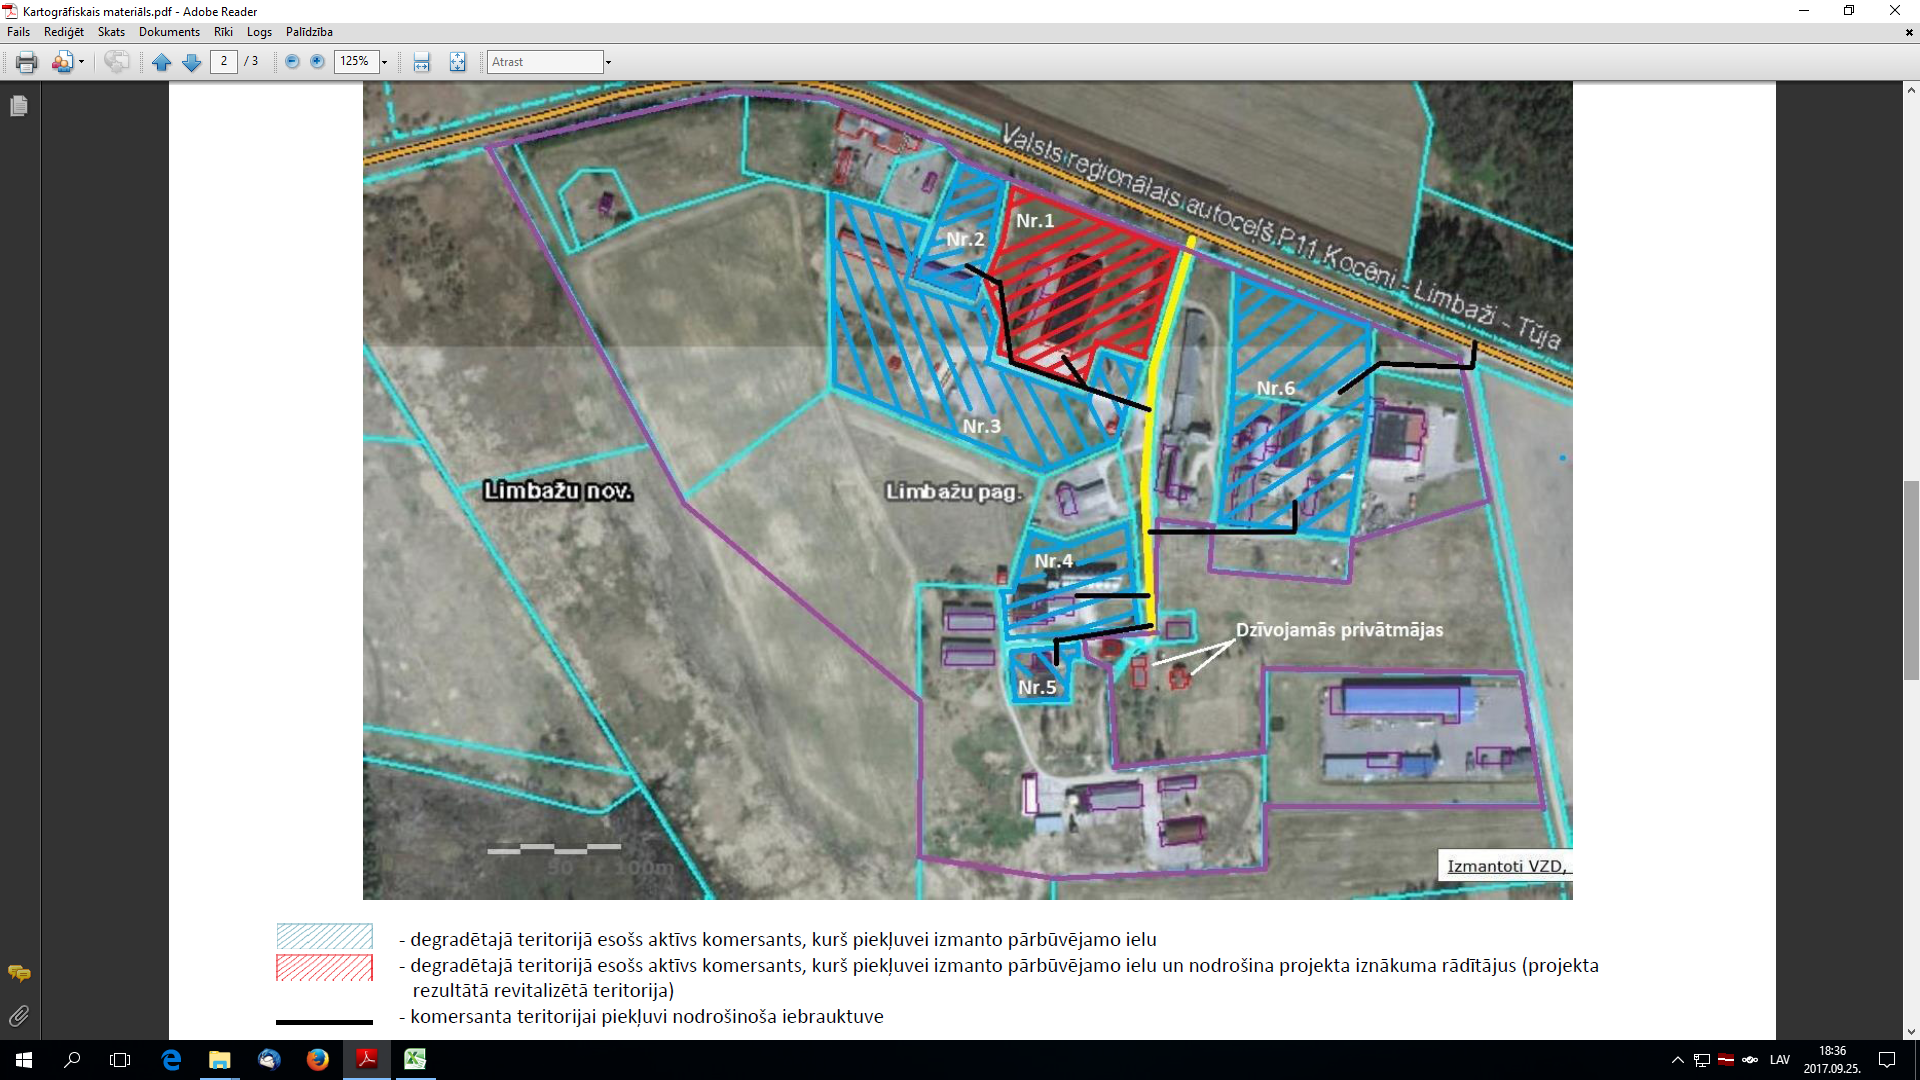 Kartogrāfiskais materiāls.pdf - Adobe Reader
Fails Rediģēt Skats Dokuments Rīki Logs Palīdzība
2 / 3 125% Atrast
Valsts reģionālais autoceļš P11 Kocēni - Limbaži - Tūja
Nr.1
Nr.2
Nr.6
Nr.3
Limbažu nov.
Limbažu pag.
Nr.4
Dzīvojamās privātmājas
Nr.5
50 100m
Izmantoti VZD,
- degradētajā teritorijā esošs aktīvs komersants, kurš piekļuvei izmanto pārbūvējamo ielu
- degradētajā teritorijā esošs aktīvs komersants, kurš piekļuvei izmanto pārbūvējamo ielu un nodrošina projekta iznākuma rādītājus (projekta
rezultātā revitalizētā teritorija)
- komersanta teritorijai piekļuvi nodrošinoša iebrauktuve
LAV
18:36
2017.09.25.